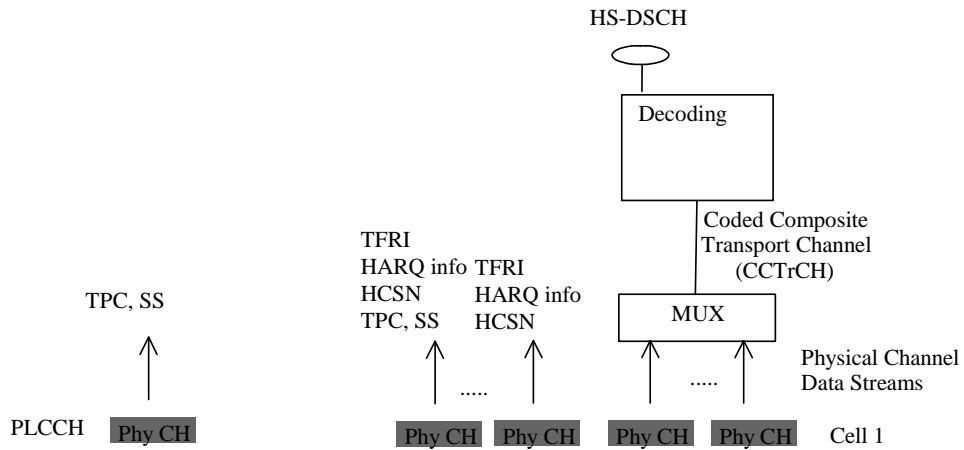 HS-DSCH
Decoding
Coded Composite
Transport Channel
(CCTrCH)
TFRI
HARQ info
HCSN
TPC, SS
TFRI
HARQ info
HCSN
TPC, SS
MUX
Physical Channel
Data Streams
.....
.....
PLCCH
Phy CH
Phy CH
Phy CH
Phy CH
Phy CH
Cell 1